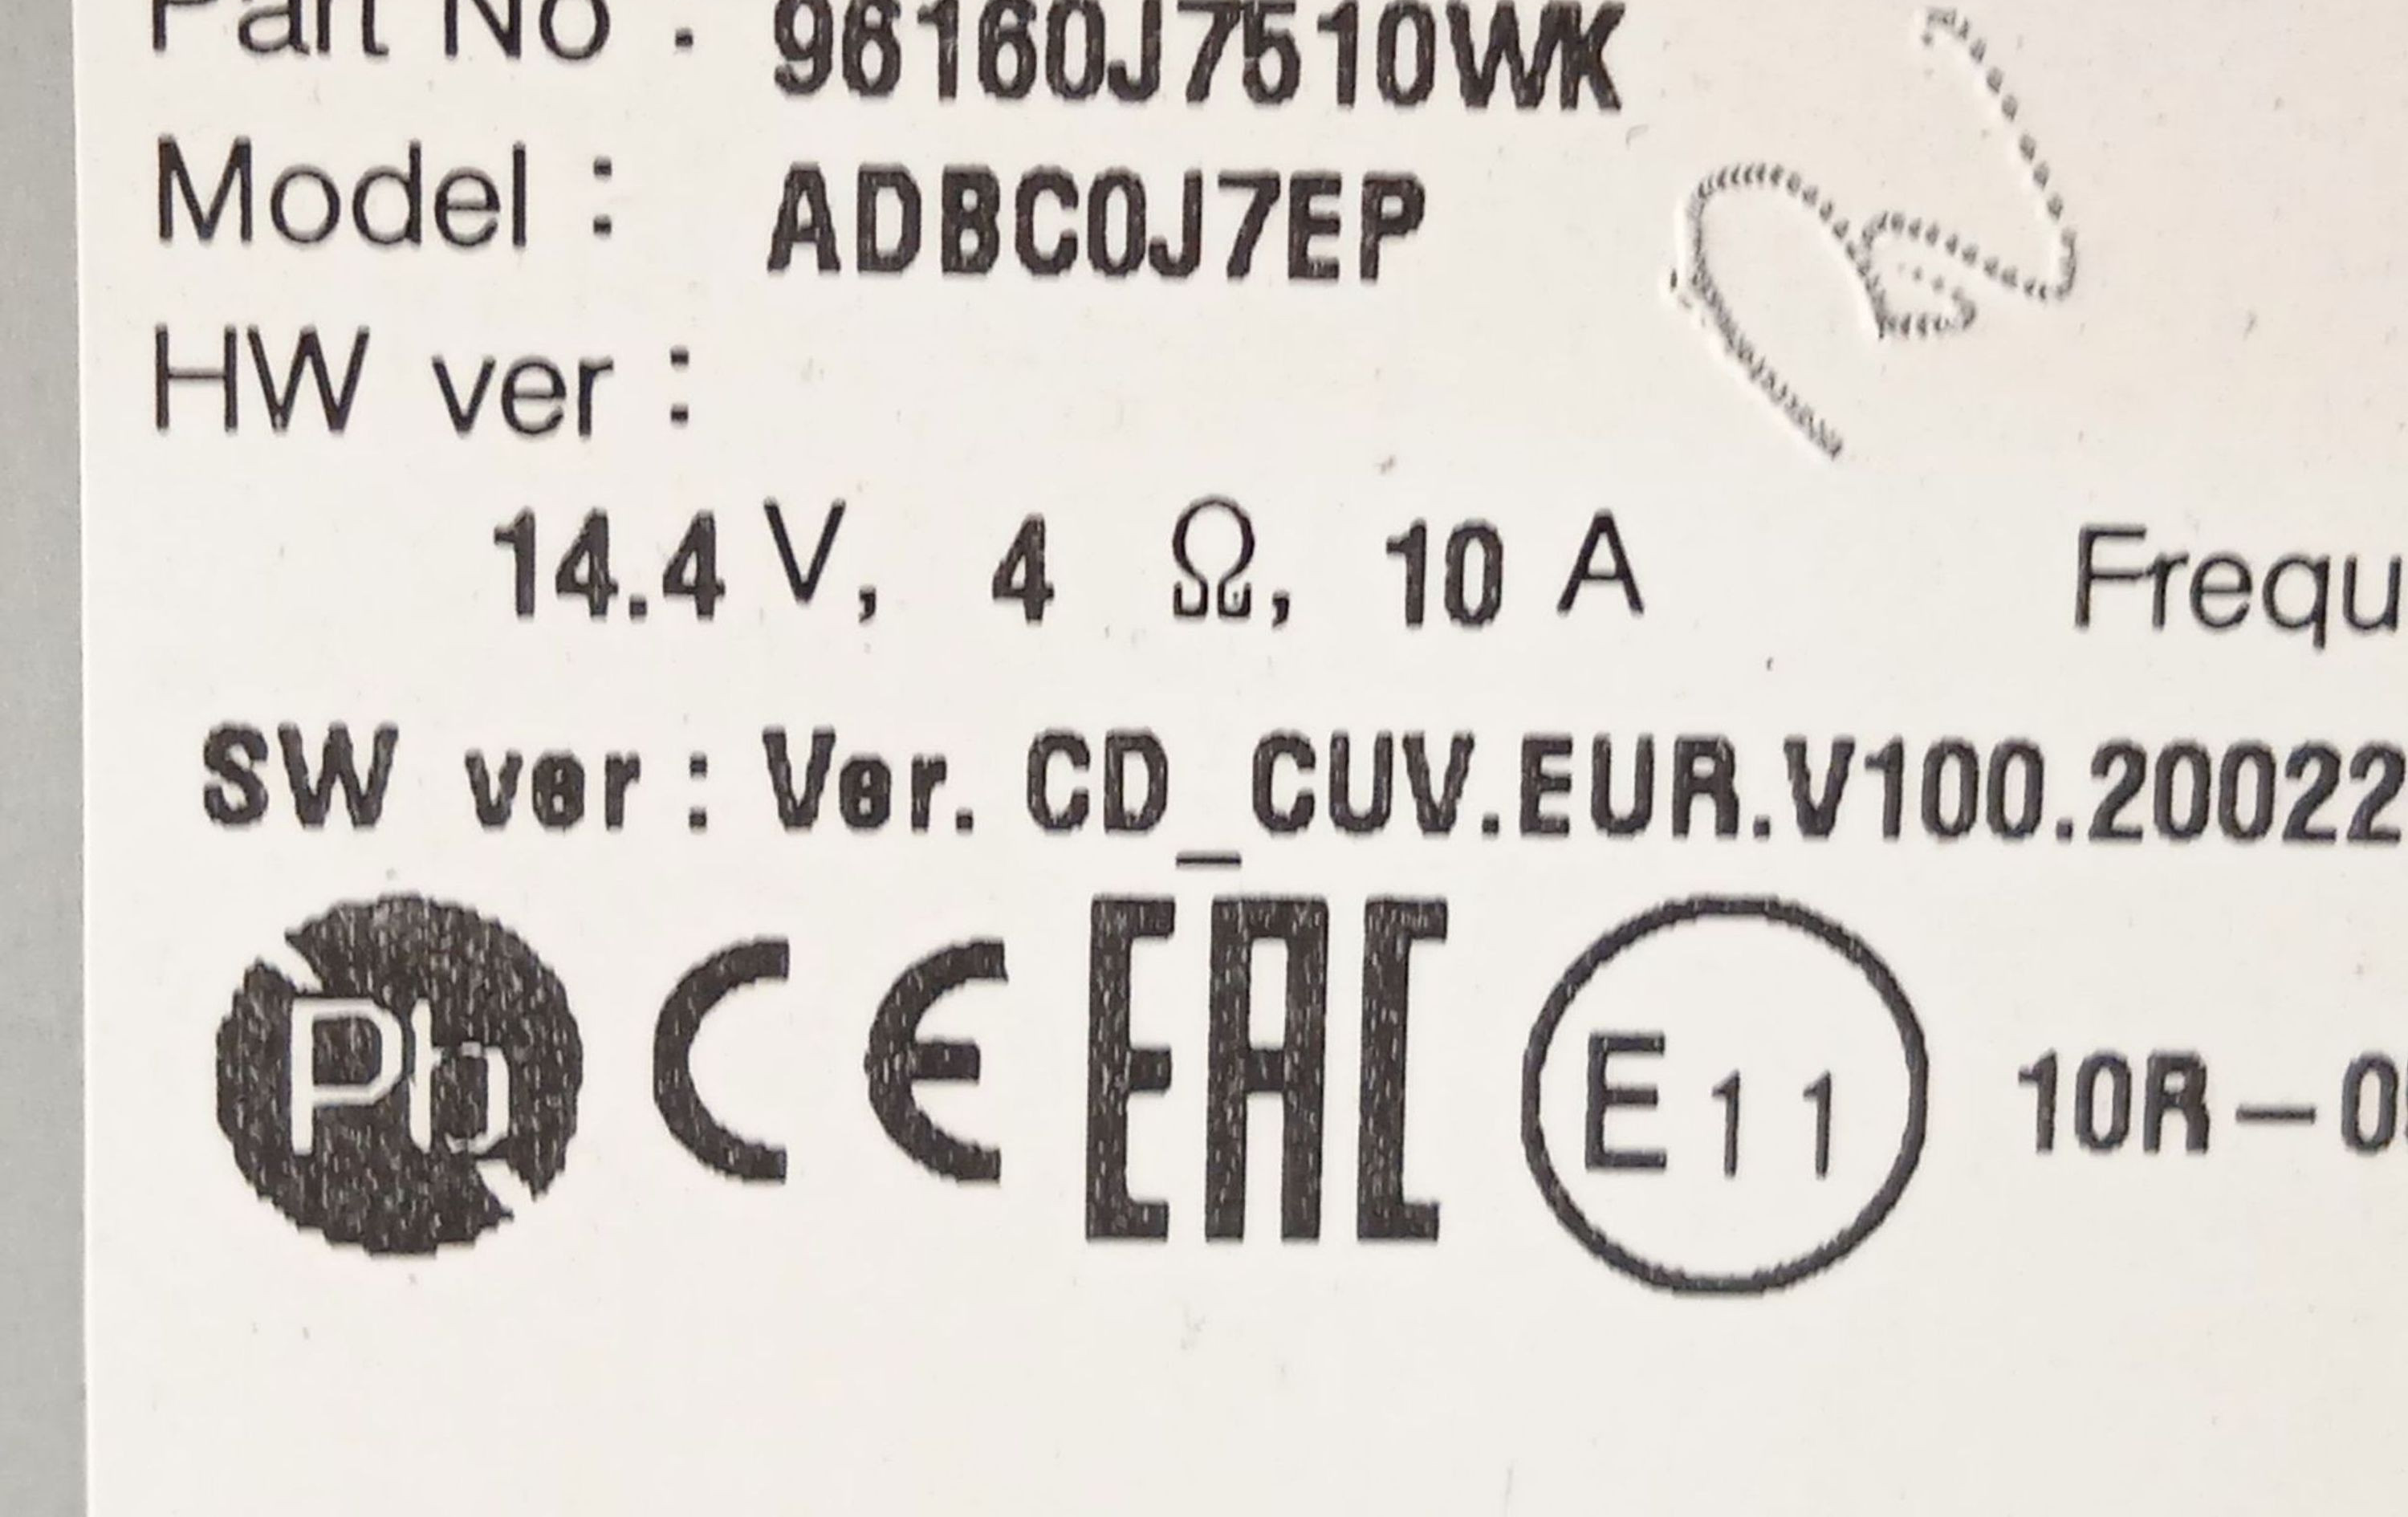 Part No : 96160J7510WK
Model : ADBC0J7EP
HW ver :
14.4 V, 4 Ω, 10 A Frequ
SW ver : Ver. CD_CUV.EUR.V100.20022
Pb CE EAC E11 10R-0